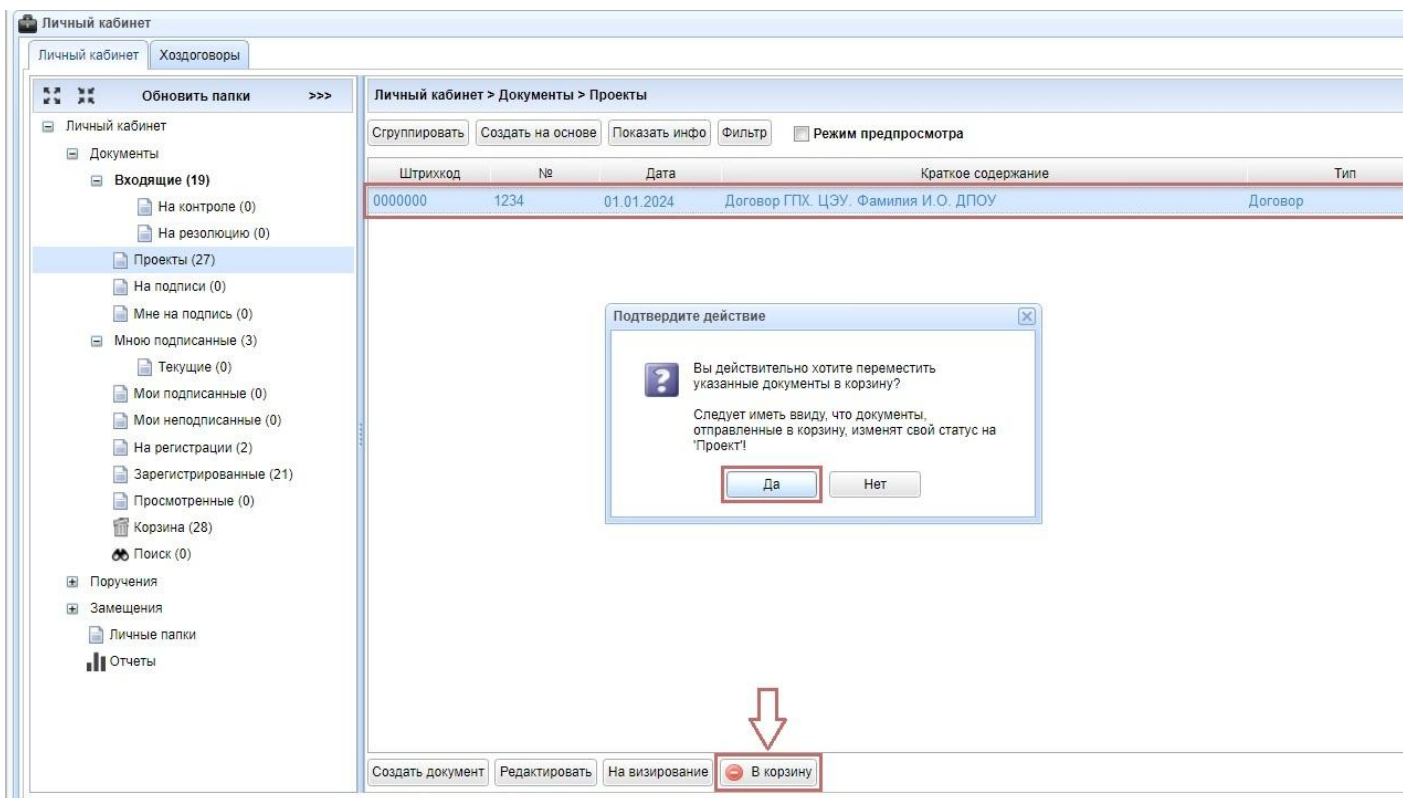 Личный кабинет
Личный кабинет Хоздоговоры
Обновить папки >>>
Личный кабинет
Документы
Входящие (19)
На контроле (0)
На резолюцию (0)
Проекты (27)
На подписи (0)
Мне на подпись (0)
Мною подписанные (3)
Текущие (0)
Мои подписанные (0)
Мои неподписанные (0)
На регистрации (2)
Зарегистрированные (21)
Просмотренные (0)
Корзина (28)
Поиск (0)
Поручения
Замещения
Личные папки
Отчеты
Личный кабинет > Документы > Проекты
Сгруппировать Создать на основе Показать инфо Фильтр Режим предпросмотра
Штрихкод № Дата Краткое содержание Тип
0000000 1234 01.01.2024 Договор ГПХ. ЦЭУ. Фамилия И.О. ДПОУ Договор
Подтвердите действие
Вы действительно хотите переместить
указанные документы в корзину?
Следует иметь ввиду, что документы,
отправленные в корзину, изменят свой статус на
'Проект'!
Да Нет
Создать документ Редактировать На визирование В корзину